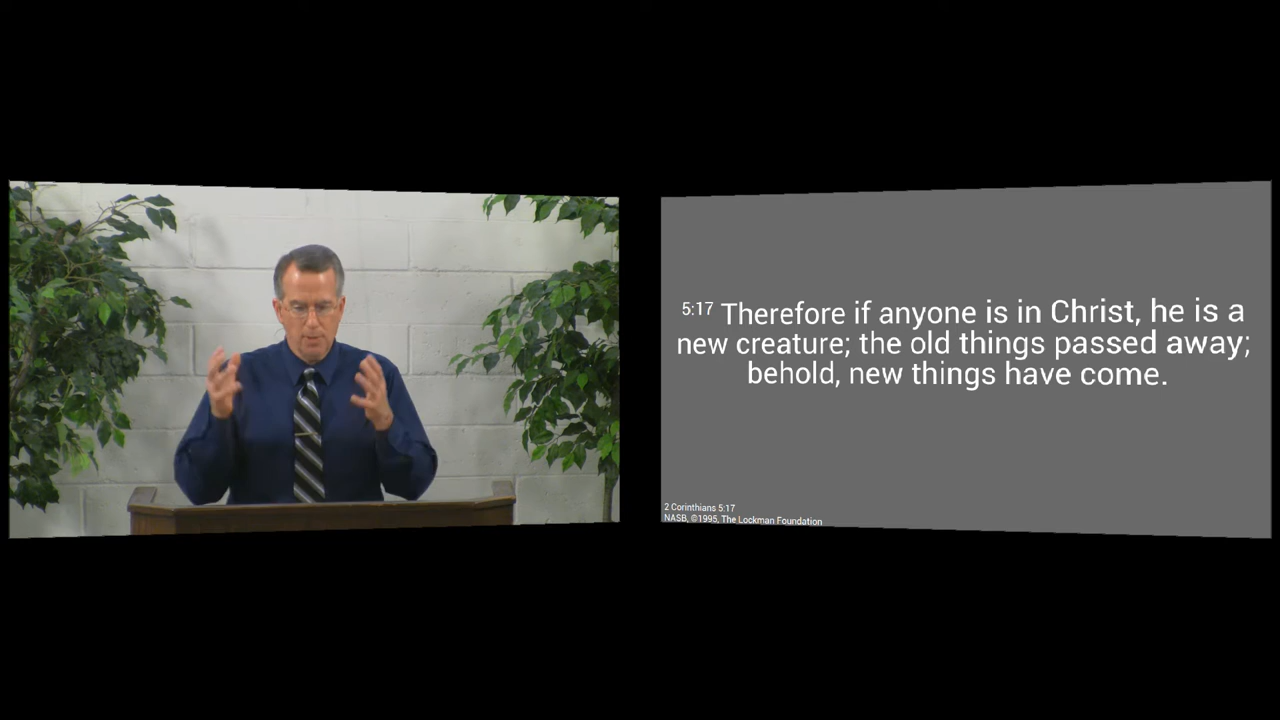 5:17 Therefore if anyone is in Christ, he is a
new creature; the old things passed away;
behold, new things have come.
2 Corinthians 5:17
NASB, ©1995, The Lockman Foundation